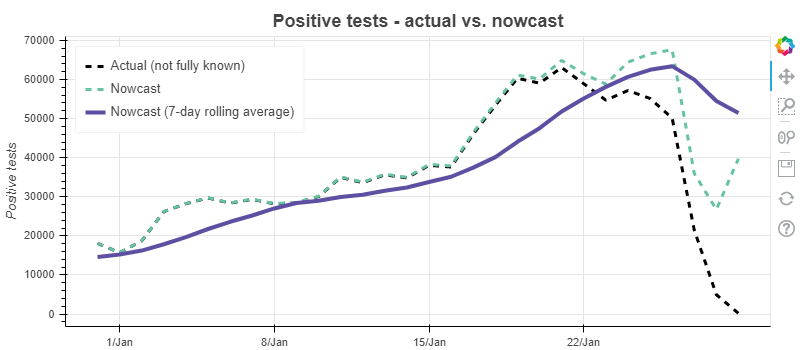 Positive tests - actual vs. nowcast
70000
60000
50000
40000
30000
20000
10000
0
Positive tests
Actual (not fully known)
Nowcast
Nowcast (7-day rolling average)
1/Jan
8/Jan
15/Jan
22/Jan